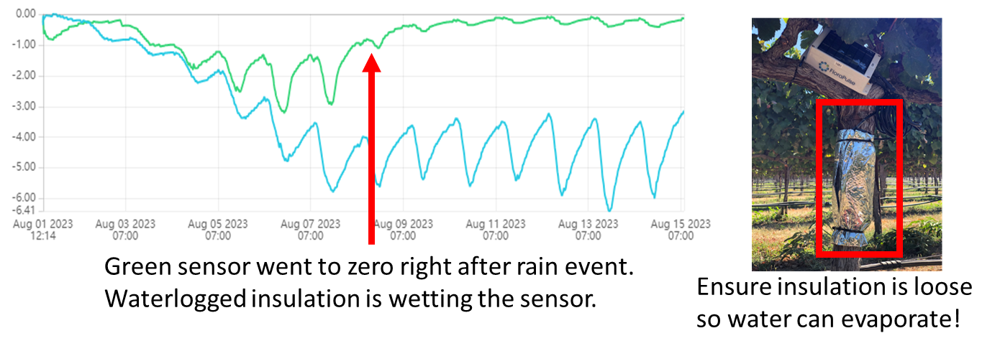 0.00
-1.00
-2.00
-3.00
-4.00
-5.00
-6.00
-6.41
Aug 01 2023
12:14
Aug 03 2023
07:00
Aug 05 2023
07:00
Aug 07 2023
07:00
Aug 09 2023
07:00
Aug 11 2023
07:00
Aug 13 2023
07:00
Aug 15 2023
07:00
Green sensor went to zero right after rain event.
Waterlogged insulation is wetting the sensor.
FloraPulse
Ensure insulation is loose
so water can evaporate!